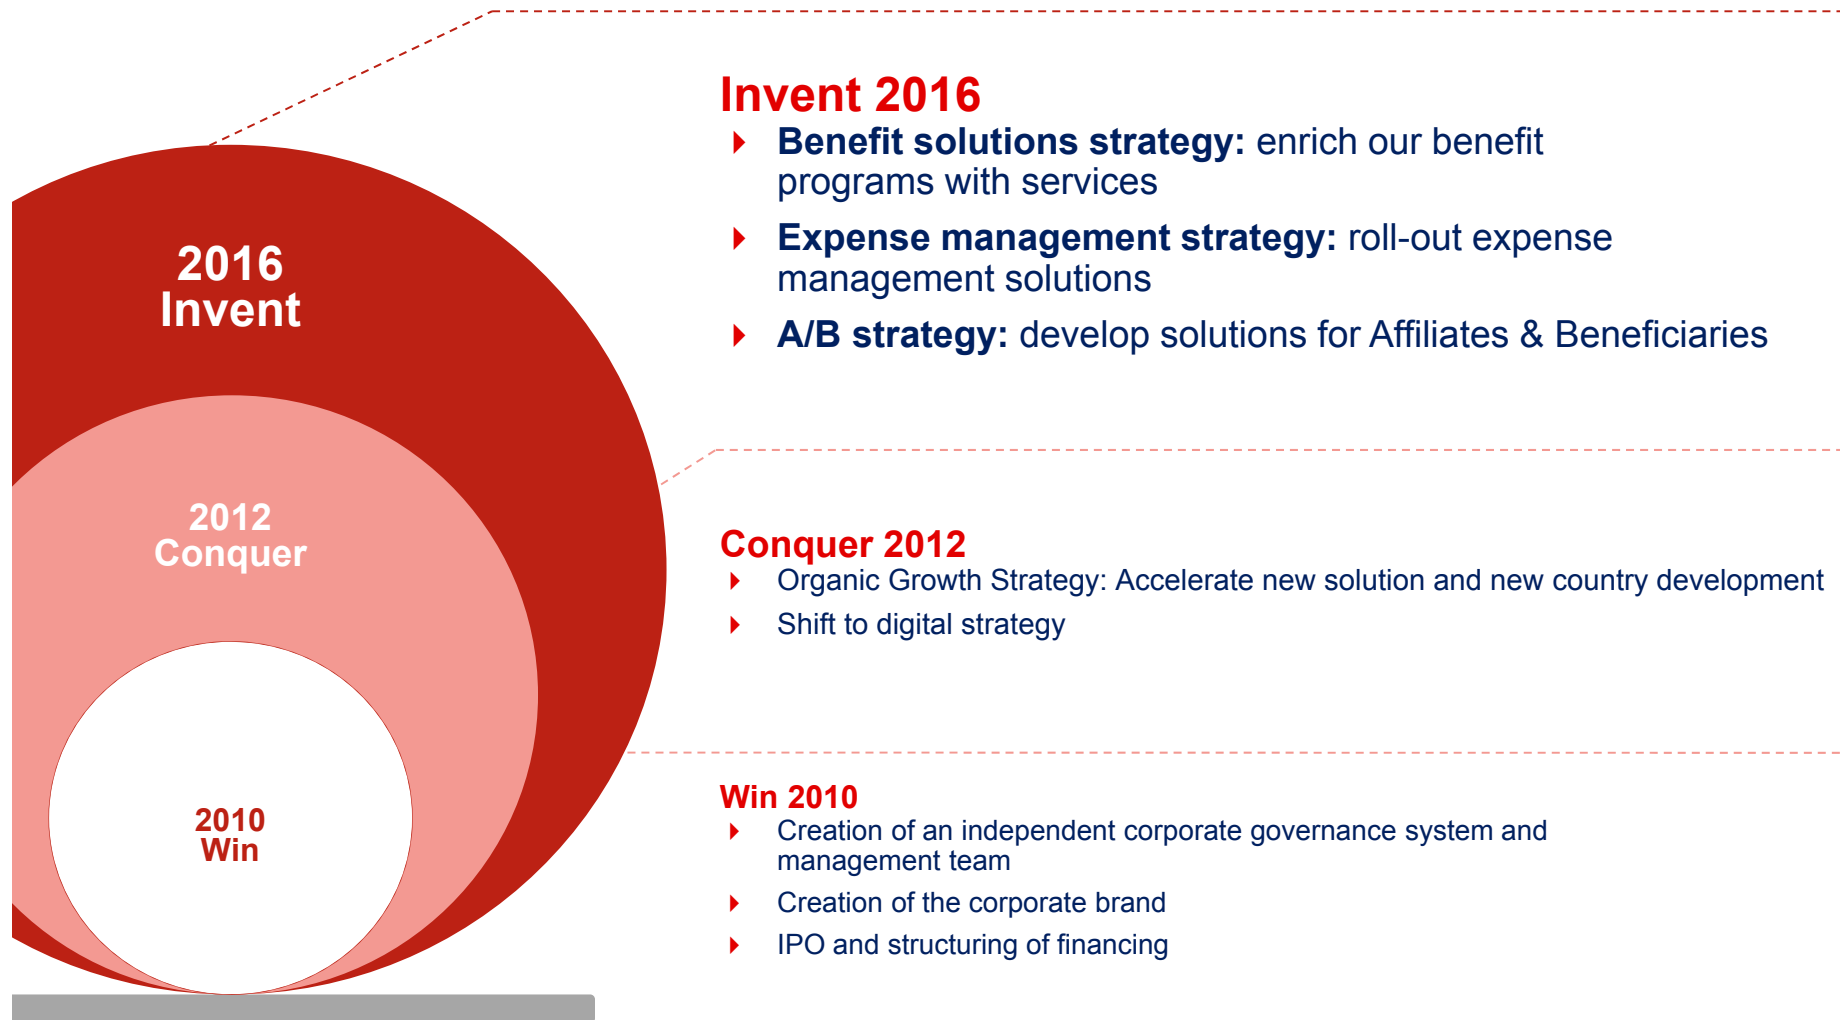 2016
Invent
2012
Conquer
2010
Win
Invent 2016
Benefit solutions strategy: enrich our benefit
programs with services
Expense management strategy: roll-out expense
management solutions
A/B strategy: develop solutions for Affiliates & Beneficiaries
Conquer 2012
Organic Growth Strategy: Accelerate new solution and new country development
Shift to digital strategy
Win 2010
Creation of an independent corporate governance system and
management team
Creation of the corporate brand
IPO and structuring of financing